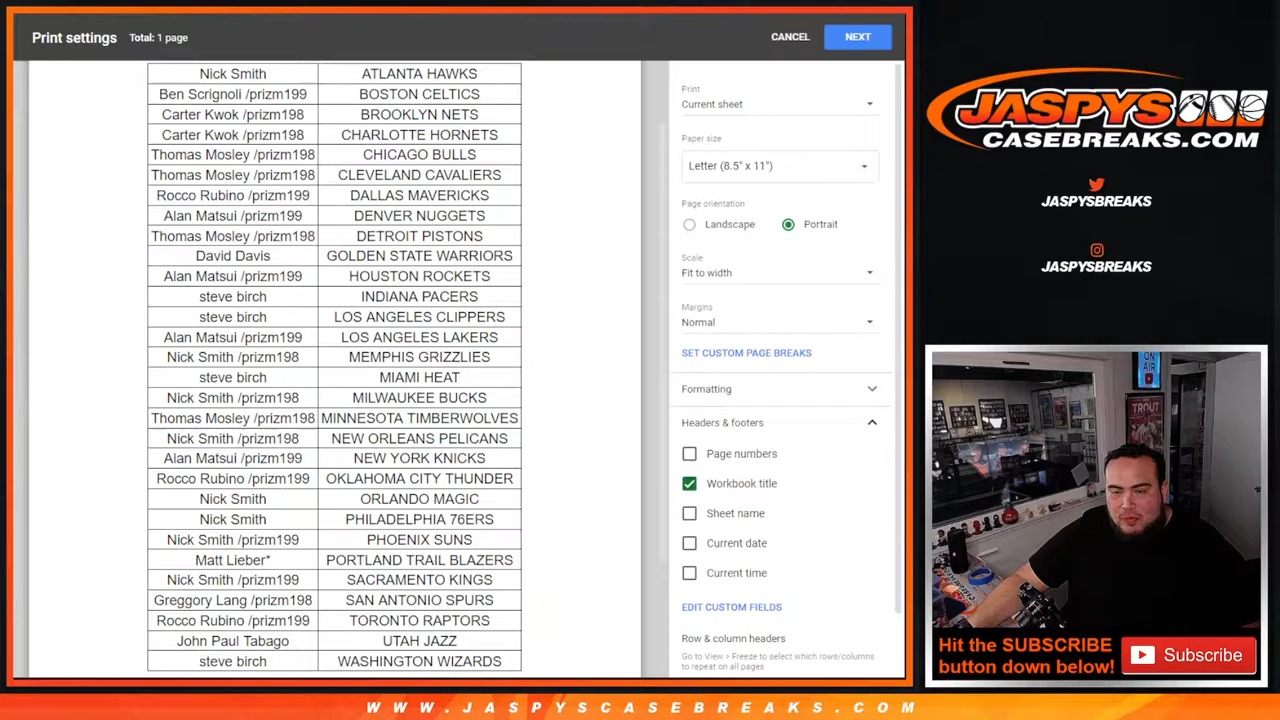 Print settings Total: 1 page CANCEL NEXT
Nick Smith ATLANTA HAWKS
Ben Scrignoli /prizm199 BOSTON CELTICS
Carter Kwok /prizm198 BROOKLYN NETS
Carter Kwok /prizm198 CHARLOTTE HORNETS
Thomas Mosley /prizm198 CHICAGO BULLS
Thomas Mosley /prizm198 CLEVELAND CAVALIERS
Rocco Rubino /prizm199 DALLAS MAVERICKS
Alan Matsui /prizm199 DENVER NUGGETS
Thomas Mosley /prizm198 DETROIT PISTONS
David Davis GOLDEN STATE WARRIORS
Alan Matsui /prizm199 HOUSTON ROCKETS
steve birch INDIANA PACERS
steve birch LOS ANGELES CLIPPERS
Alan Matsui /prizm199 LOS ANGELES LAKERS
Nick Smith /prizm198 MEMPHIS GRIZZLIES
steve birch MIAMI HEAT
Nick Smith /prizm198 MILWAUKEE BUCKS
Thomas Mosley /prizm198 MINNESOTA TIMBERWOLVES
Nick Smith /prizm198 NEW ORLEANS PELICANS
Alan Matsui /prizm199 NEW YORK KNICKS
Rocco Rubino /prizm199 OKLAHOMA CITY THUNDER
Nick Smith ORLANDO MAGIC
Nick Smith PHILADELPHIA 76ERS
Nick Smith /prizm199 PHOENIX SUNS
Matt Lieber* PORTLAND TRAIL BLAZERS
Nick Smith /prizm199 SACRAMENTO KINGS
Greggory Lang /prizm198 SAN ANTONIO SPURS
Rocco Rubino /prizm199 TORONTO RAPTORS
John Paul Tabago UTAH JAZZ
steve birch WASHINGTON WIZARDS
Print
Current sheet
Paper size
Letter (8.5" x 11")
Page orientation
Landscape Portrait
Scale
Fit to width
Margins
Normal
SET CUSTOM PAGE BREAKS
Formatting
Headers & footers
Page numbers
Workbook title
Sheet name
Current date
Current time
EDIT CUSTOM FIELDS
Row & column headers
Go to View > Freeze to select which rows/columns
to repeat on all pages
JASPYS
CASEBREAKS.COM
JASPYSBREAKS
JASPYSBREAKS
ON
AIR
TROUT
Hit the SUBSCRIBE
button down below!
Subscribe
WWW.JASPYSCASEBREAKS.COM